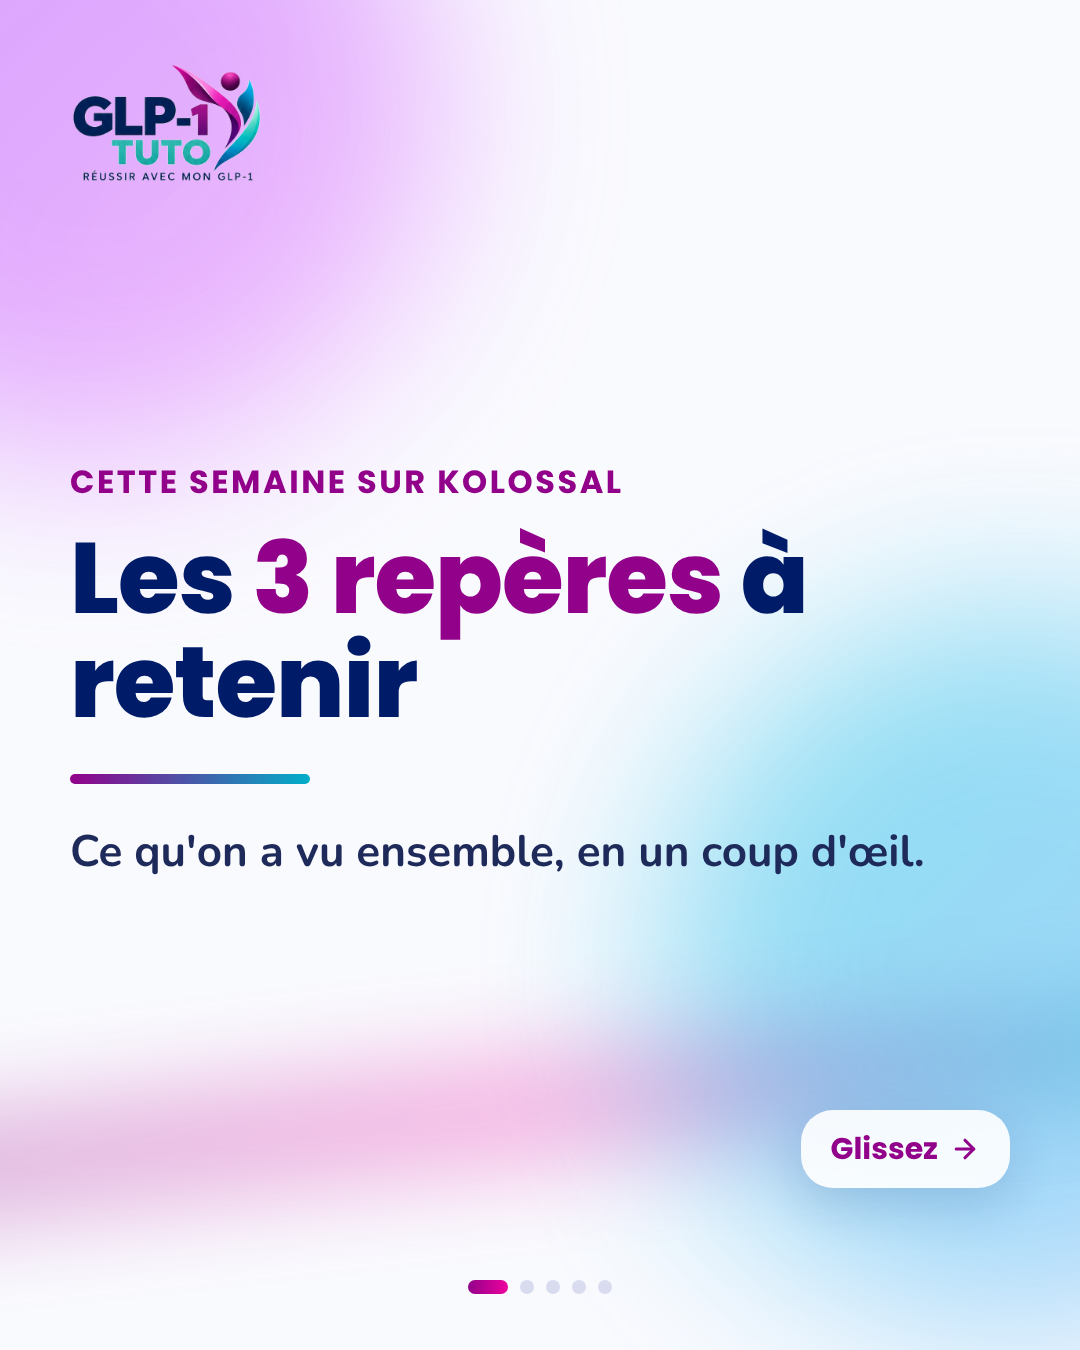 GLP-1
TUTO
RÉUSSIR AVEC MON GLP-1
CETTE SEMAINE SUR KOLOSSAL
Les 3 repères à
retenir
Ce qu'on a vu ensemble, en un coup d'œil.
Glissez →